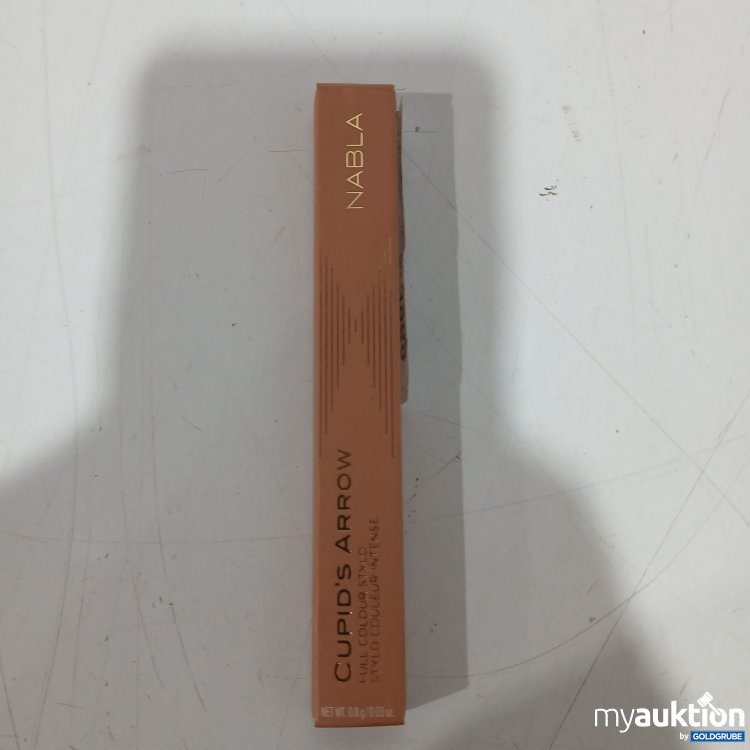 NABLA
CUPID'S ARROW
FULL COLOUR STYLO
STYLO COULEUR INTENSE
NET WT. 0.8g/0.03 oz.
myauktion
by GOLDGRUBE